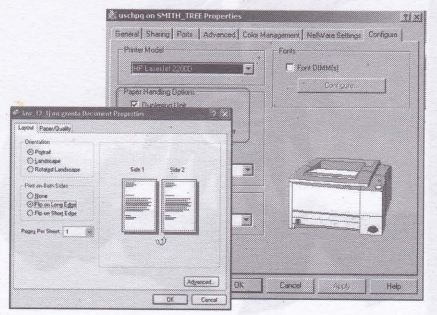 uschpg on SMITH_TREE Properties
General Sharing Ports Advanced Color Management NetWare Settings Configure
Printer Model
HP LaserJet 2200D
Fonts
Font DIMM(s)
Configure...
Paper Handling Options
Duplexing Unit
OK Cancel Apply Help
Document Properties
Layout Paper/Quality
Orientation
Portrait
Landscape
Rotated Landscape
Print on Both Sides
None
Flip on Long Edge
Flip on Short Edge
Pages Per Sheet: 1
Side 1 Side 2
Advanced...
OK Cancel